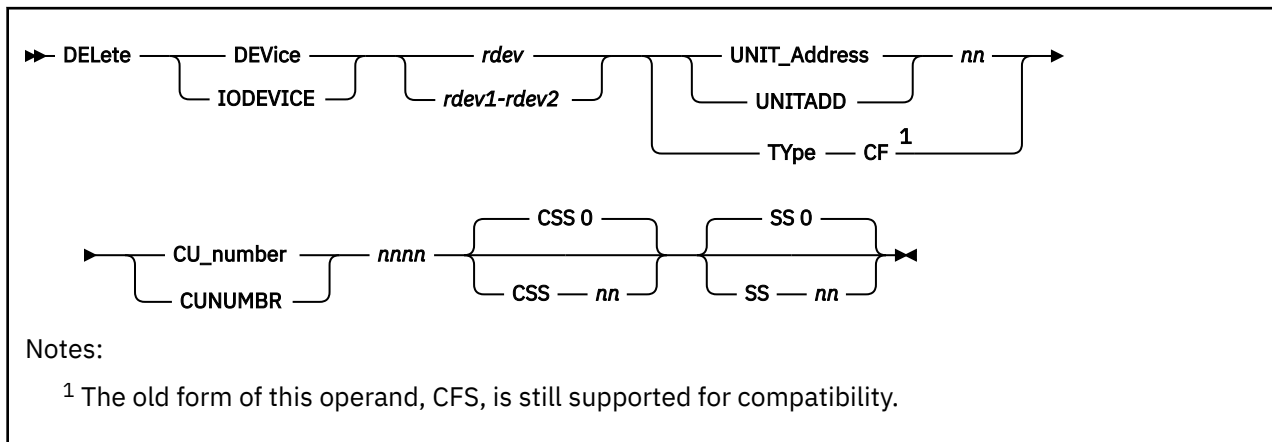 DELete DEVice rdev UNIT_Address nn
IODEVICE rdev1-rdev2 UNITADD
TYpe CF 1
CSS 0 SS 0
CU_number nnnn
CUNUMBR CSS nn SS nn
Notes:
1 The old form of this operand, CFS, is still supported for compatibility.